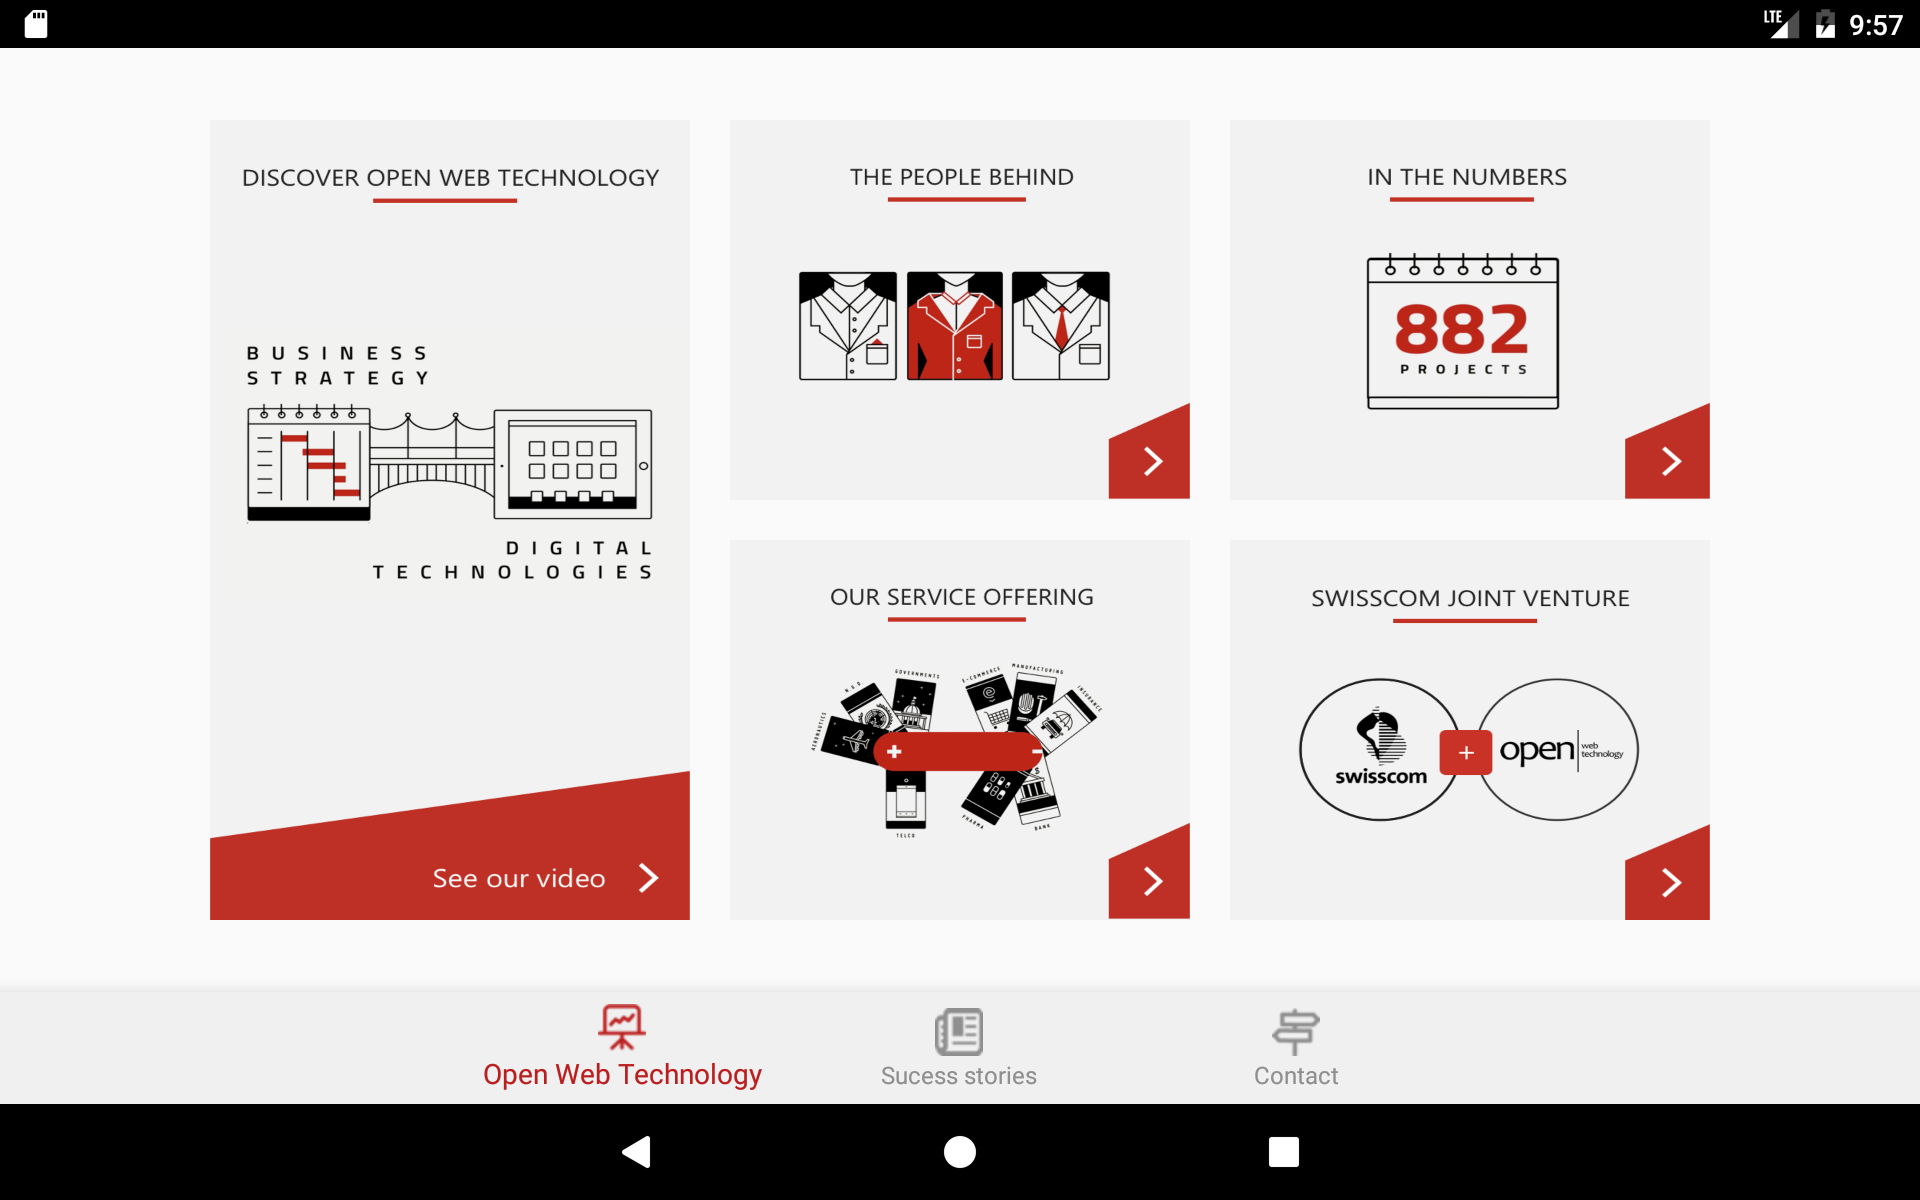 LTE 9:57
DISCOVER OPEN WEB TECHNOLOGY
BUSINESS
STRATEGY
DIGITAL
TECHNOLOGIES
See our video
THE PEOPLE BEHIND
IN THE NUMBERS
882
PROJECTS
OUR SERVICE OFFERING
AERONAUTICS
N.G.O.
GOVERNMENTS
E-COMMERCE
MANUFACTURING
INSURANCE
TELCO
PHARMA
BANK
SWISSCOM JOINT VENTURE
swisscom
+
open
web
technology
Open Web Technology
Sucess stories
Contact